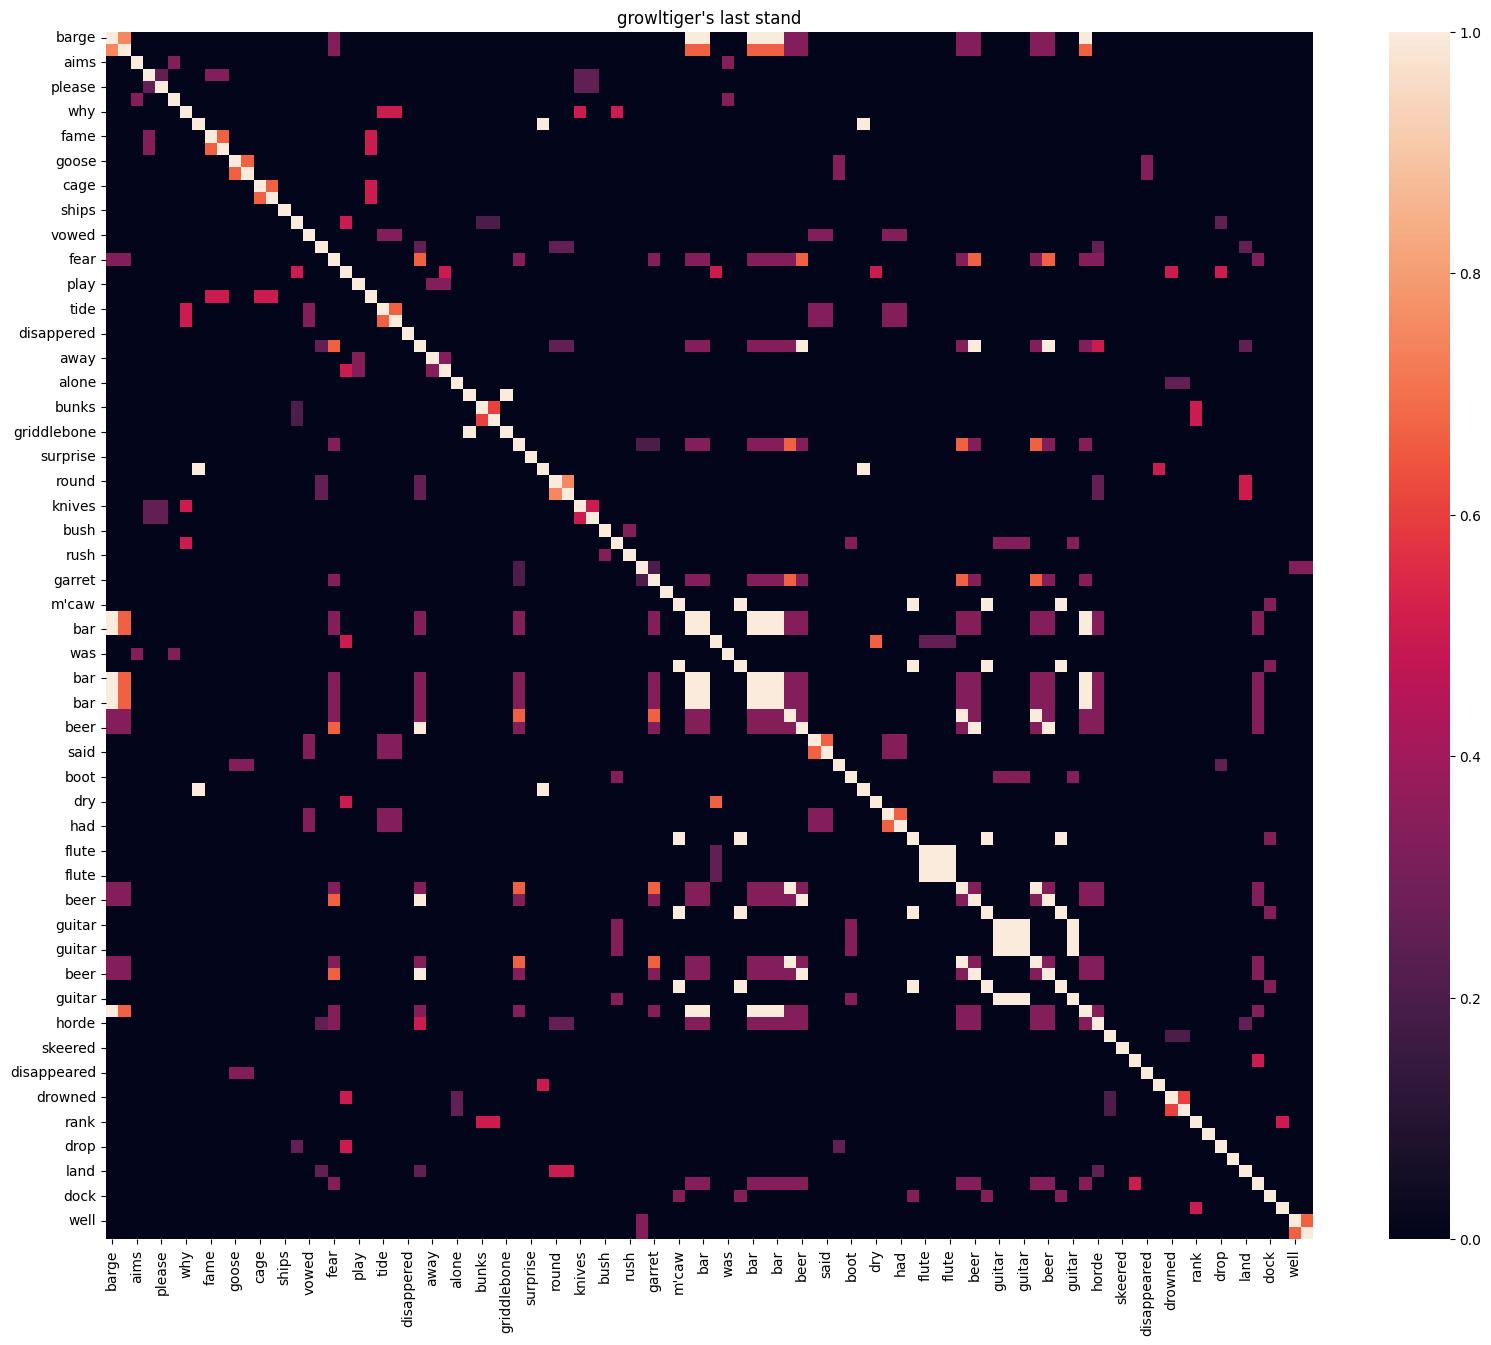 growltiger's last stand
barge
aims
please
why
fame
goose
cage
ships
vowed
fear
play
tide
disappered
away
alone
bunks
griddlebone
surprise
round
knives
bush
rush
garret
m'caw
bar
was
bar
bar
beer
said
boot
dry
had
flute
flute
beer
guitar
guitar
beer
guitar
horde
skeered
disappeared
drowned
rank
drop
land
dock
well
barge
aims
please
why
fame
goose
cage
ships
vowed
fear
play
tide
disappered
away
alone
bunks
griddlebone
surprise
round
knives
bush
rush
garret
m'caw
bar
was
bar
bar
beer
said
boot
dry
had
flute
flute
beer
guitar
guitar
beer
guitar
horde
skeered
disappeared
drowned
rank
drop
land
dock
well
1.0
0.8
0.6
0.4
0.2
0.0